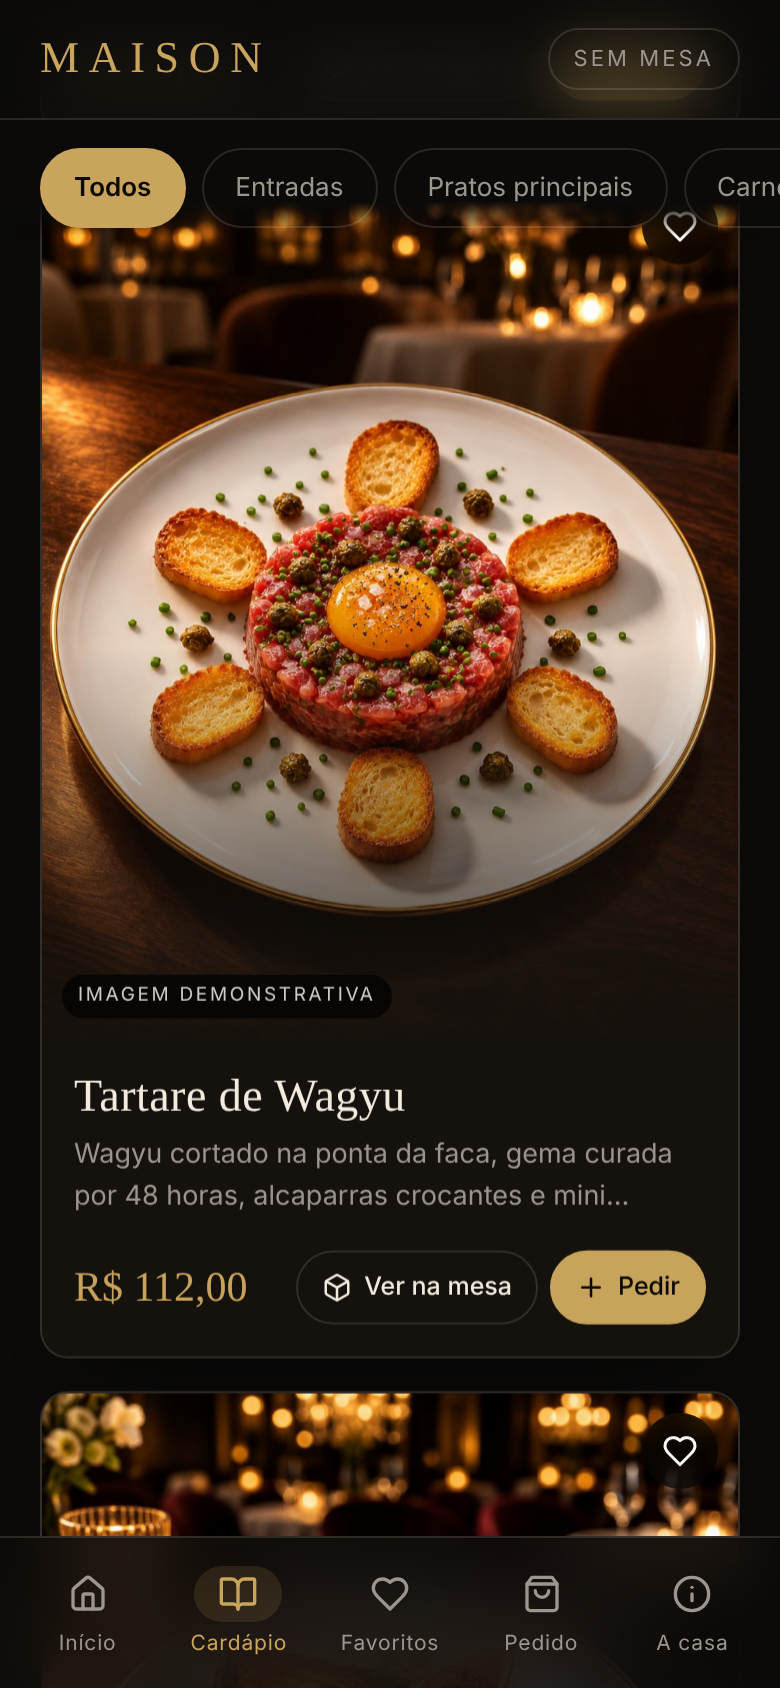 MAISON
SEM MESA
Todos
Entradas
Pratos principais
Carne
IMAGEM DEMONSTRATIVA
Tartare de Wagyu
Wagyu cortado na ponta da faca, gema curada
por 48 horas, alcaparras crocantes e mini...
R$ 112,00
Ver na mesa
+ Pedir
Início
Cardápio
Favoritos
Pedido
A casa